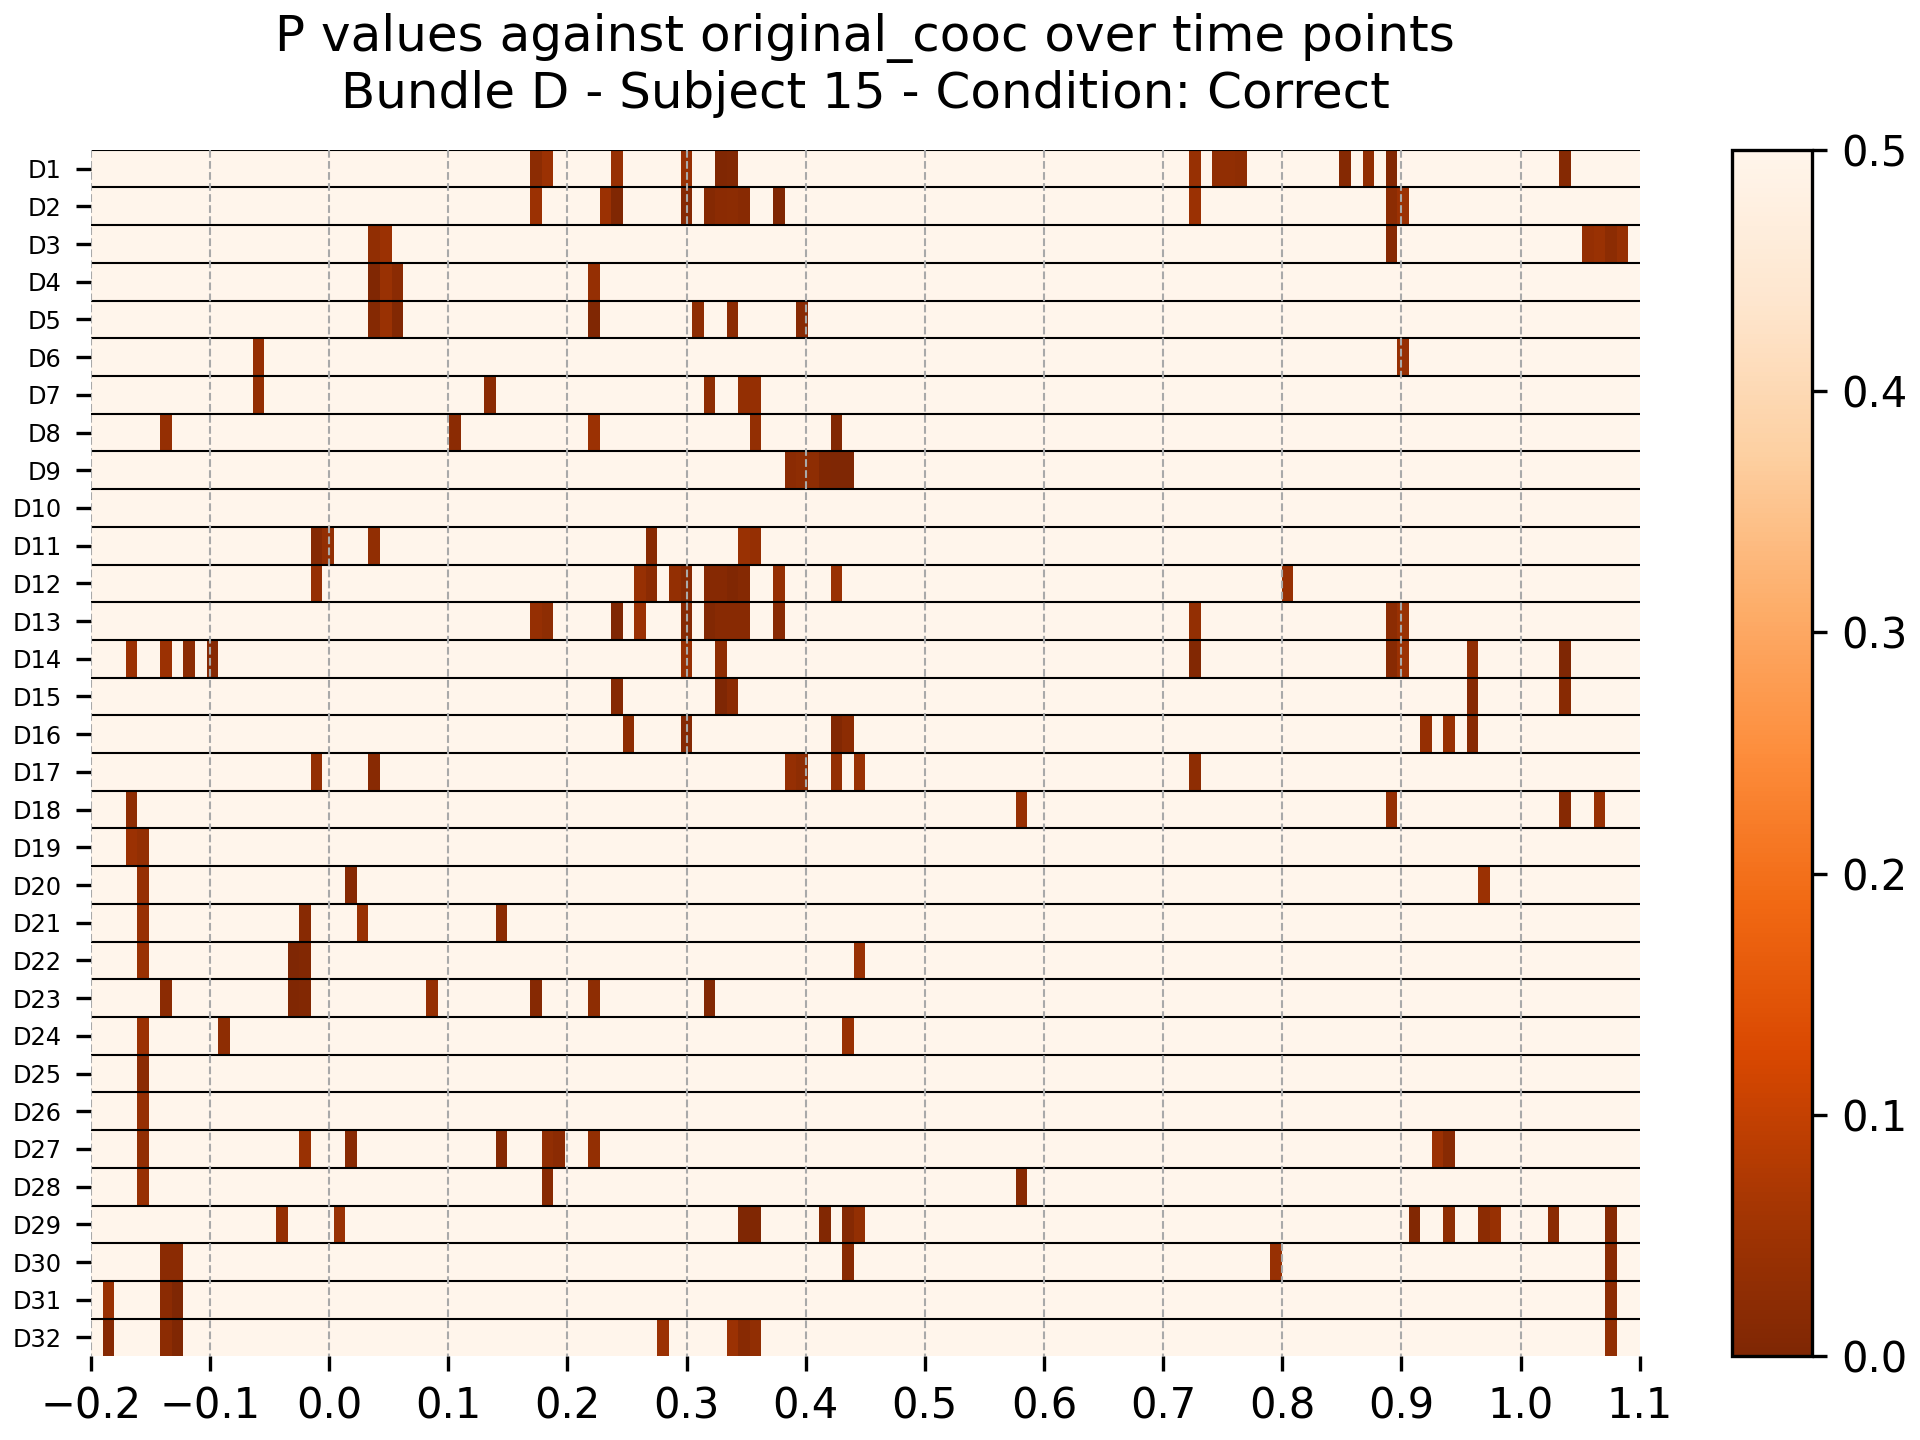 P values against original_cooc over time points
Bundle D - Subject 15 - Condition: Correct
D1
D2
D3
D4
D5
D6
D7
D8
D9
D10
D11
D12
D13
D14
D15
D16
D17
D18
D19
D20
D21
D22
D23
D24
D25
D26
D27
D28
D29
D30
D31
D32
−0.2 −0.1 0.0 0.1 0.2 0.3 0.4 0.5 0.6 0.7 0.8 0.9 1.0 1.1
0.5
0.4
0.3
0.2
0.1
0.0